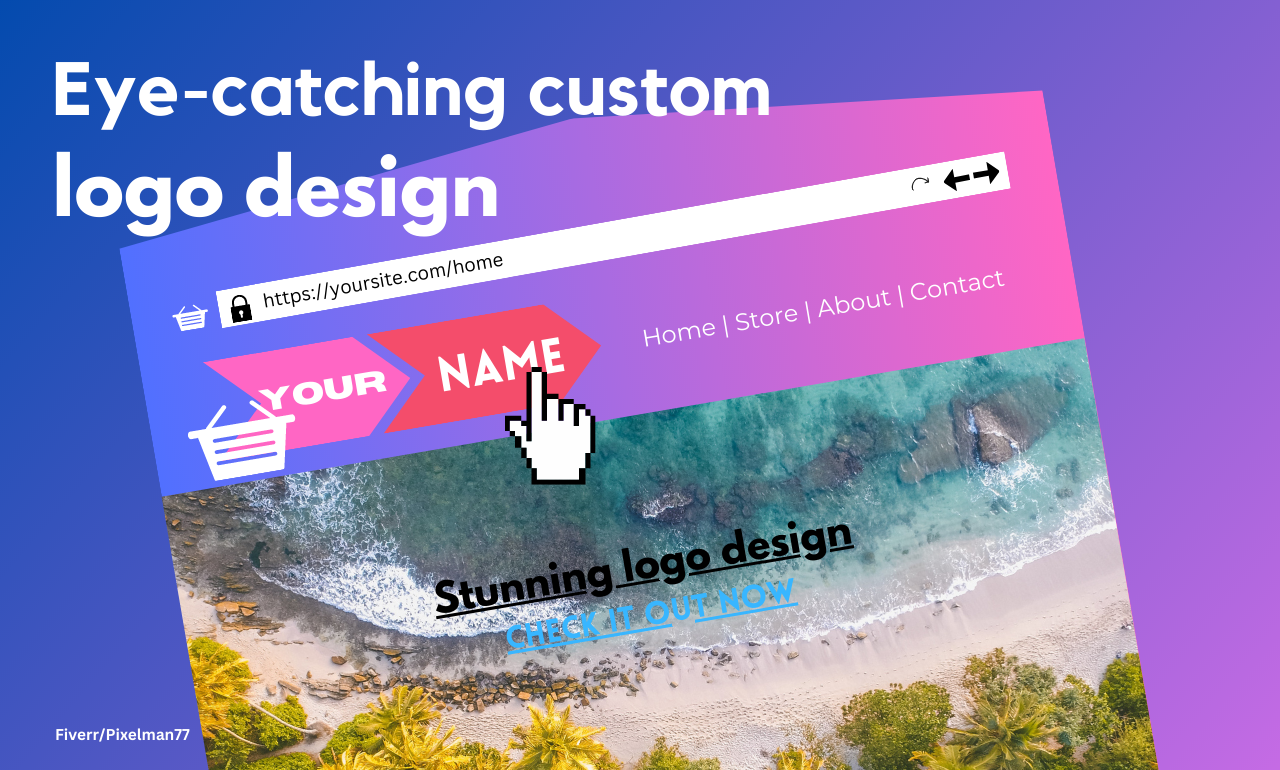 Eye-catching custom
logo design
https://yoursite.com/home
YOUR NAME
Home | Store | About | Contact
Stunning logo design
CHECK IT OUT NOW
Fiverr/Pixelman77